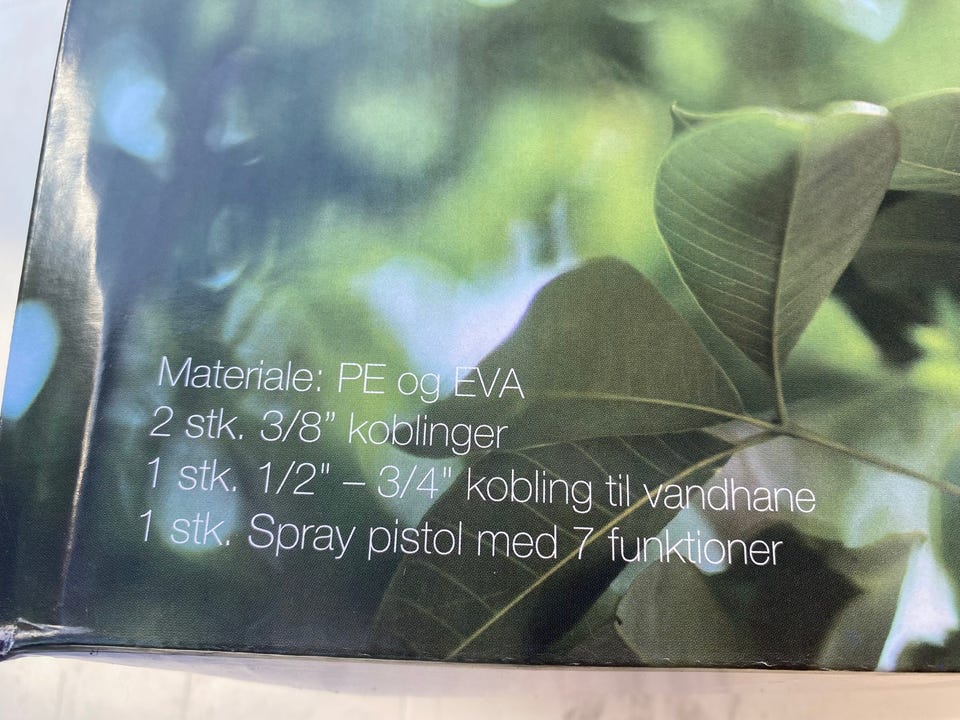 Materiale: PE og EVA
2 stk. 3/8” koblinger
1 stk. 1/2" – 3/4" kobling til vandhane
1 stk. Spray pistol med 7 funktioner